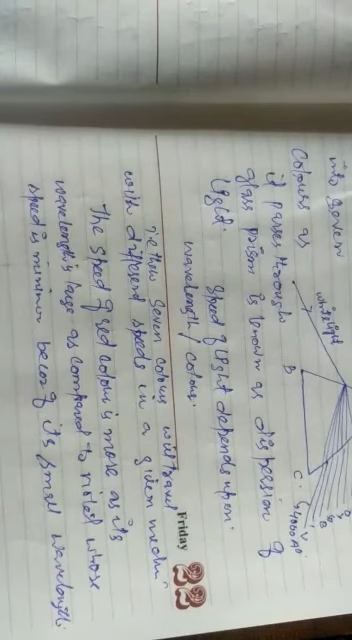 into seven
Colours as
it passes through
glass prism is known as dispersion of
light.
white light
B
C
V
4000A°
Speed of light depends upon
wavelength / colour.
Friday
ie these seven colours will travel
with different speeds in a given medium
The speed of red colour is more as its
wavelength is large as compared to violet whose
speed is minimum becoz of its small wavelength.